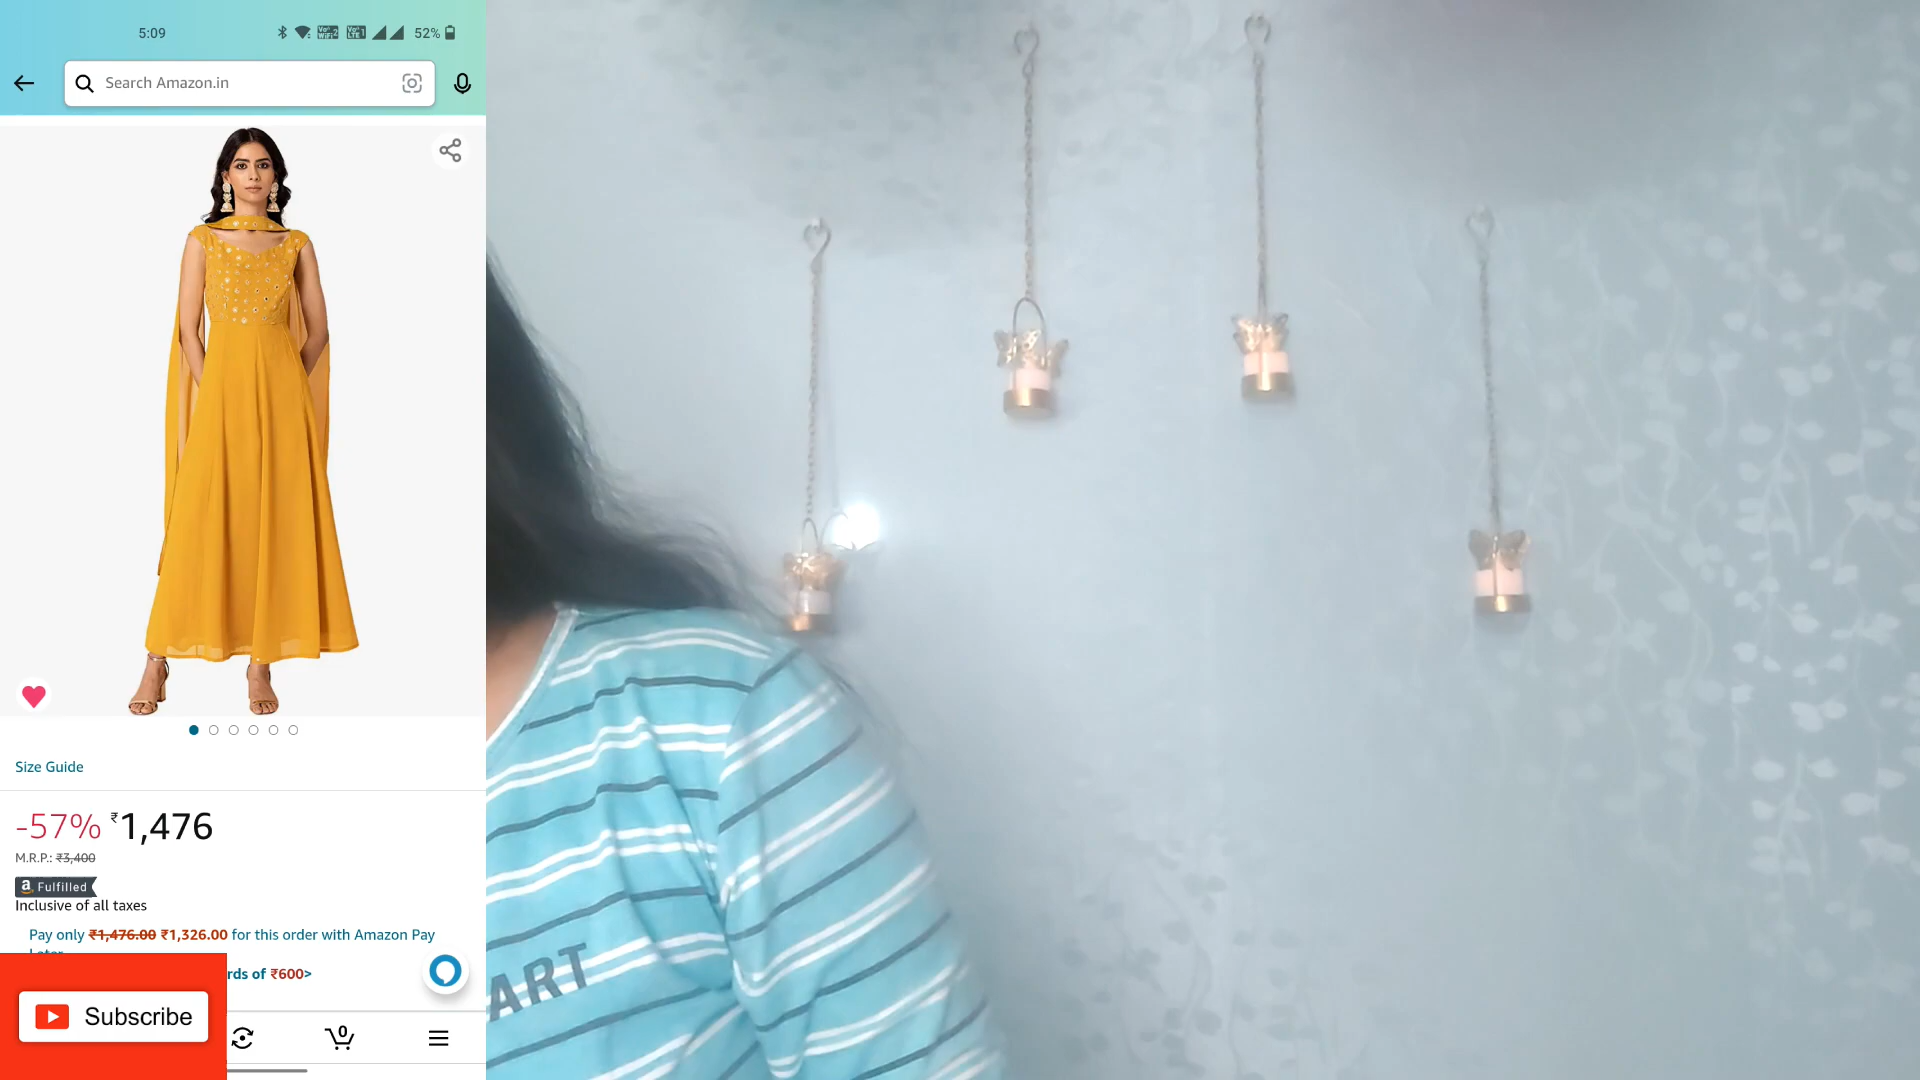 5:09
52%
Search Amazon.in
Size Guide
-57% ₹1,476
M.R.P.: ₹3,400
a Fulfilled
Inclusive of all taxes
Pay only ₹1,476.00 ₹1,326.00 for this order with Amazon Pay
rds of ₹600>
Subscribe
0
ART